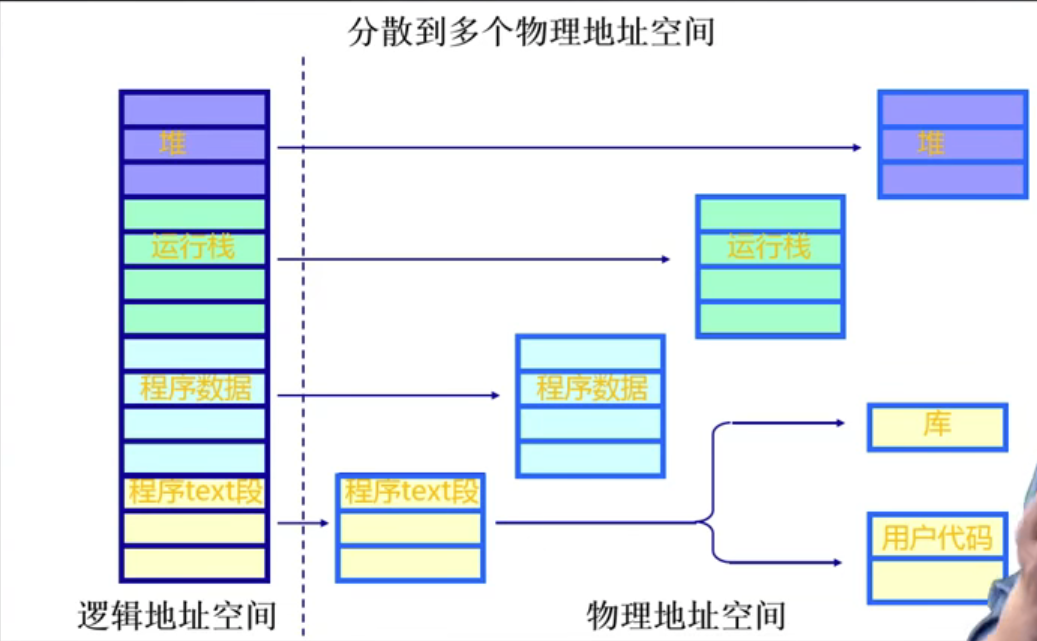 分散到多个物理地址空间
堆
堆
运行栈
运行栈
程序数据
程序数据
库
程序text段
程序text段
用户代码
逻辑地址空间
物理地址空间